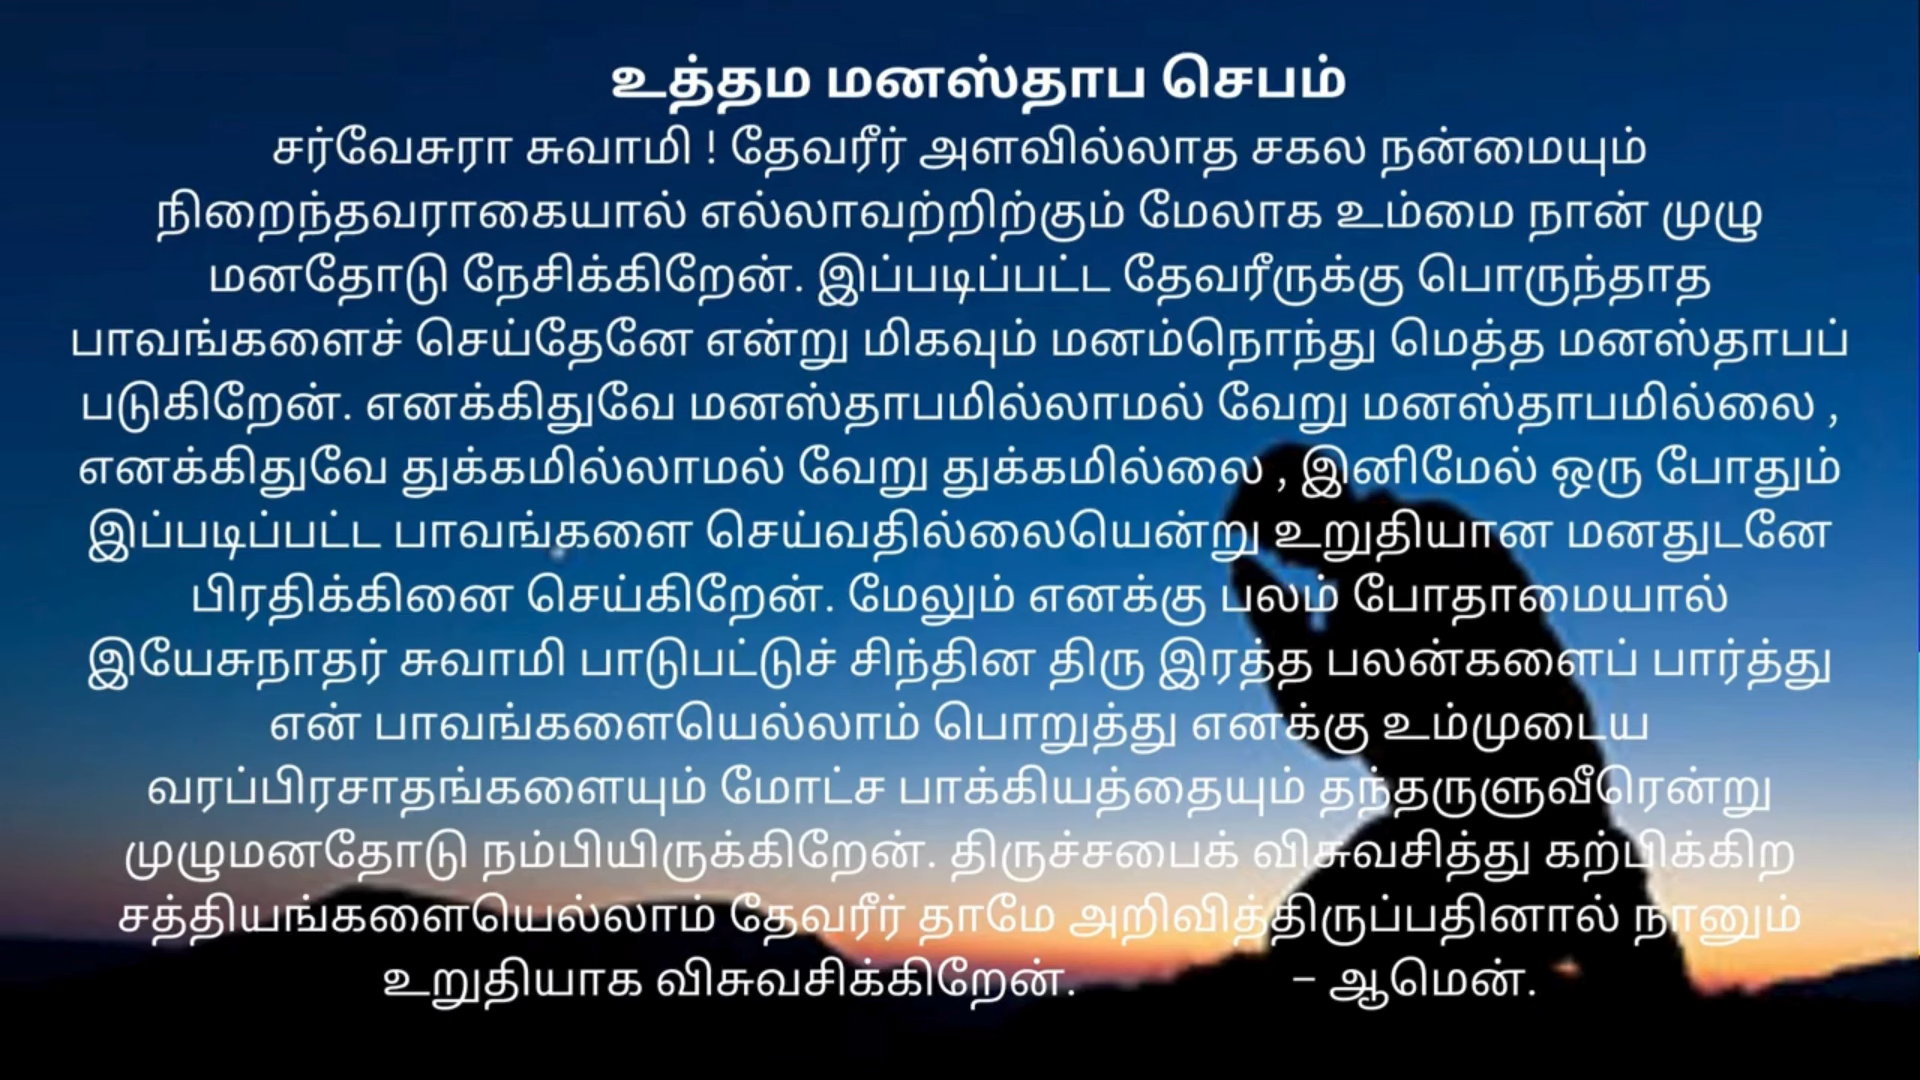 உத்தம மனஸ்தாப செபம்
சர்வேசுரா சுவாமி ! தேவரீர் அளவில்லாத சகல நன்மையும்
நிறைந்தவராகையால் எல்லாவற்றிற்கும் மேலாக உம்மை நான் முழு
மனதோடு நேசிக்கிறேன். இப்படிப்பட்ட தேவரீருக்கு பொருந்தாத
பாவங்களைச் செய்தேனே என்று மிகவும் மனம்நொந்து மெத்த மனஸ்தாபப்
படுகிறேன். எனக்கிதுவே மனஸ்தாபமில்லாமல் வேறு மனஸ்தாபமில்லை ,
எனக்கிதுவே துக்கமில்லாமல் வேறு துக்கமில்லை , இனிமேல் ஒரு போதும்
இப்படிப்பட்ட பாவங்களை செய்வதில்லையென்று உறுதியான மனதுடனே
பிரதிக்கினை செய்கிறேன். மேலும் எனக்கு பலம் போதாமையால்
இயேசுநாதர் சுவாமி பாடுபட்டுச் சிந்தின திரு இரத்த பலன்களைப் பார்த்து
என் பாவங்களையெல்லாம் பொறுத்து எனக்கு உம்முடைய
வரப்பிரசாதங்களையும் மோட்ச பாக்கியத்தையும் தந்தருளுவீரென்று
முழுமனதோடு நம்பியிருக்கிறேன். திருச்சபைக் விசுவசித்து கற்பிக்கிற
சத்தியங்களையெல்லாம் தேவரீர் தாமே அறிவித்திருப்பதினால் நானும்
உறுதியாக விசுவசிக்கிறேன். – ஆமென்.